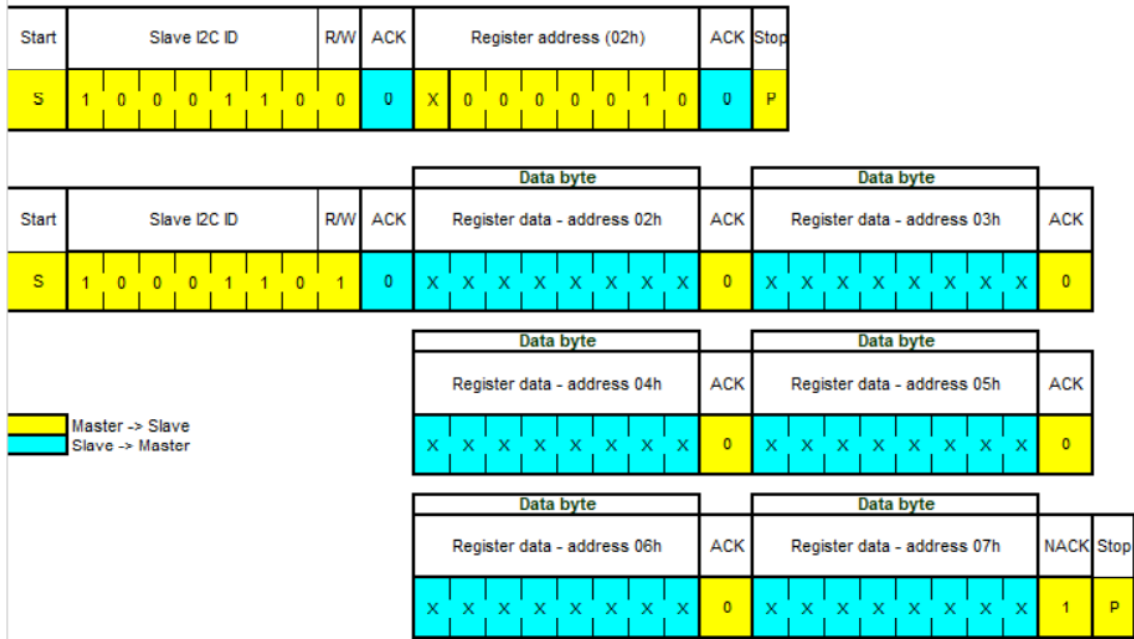 Start Slave I2C ID R/W ACK Register address (02h) ACK Stop
S 1 0 0 0 1 1 0 0 0 X 0 0 0 0 0 1 0 0 P
Data byte Data byte
Start Slave I2C ID R/W ACK Register data - address 02h ACK Register data - address 03h ACK
S 1 0 0 0 1 1 0 1 0 X X X X X X X X 0 X X X X X X X X 0
Data byte Data byte
Register data - address 04h ACK Register data - address 05h ACK
X X X X X X X X 0 X X X X X X X X 0
Master -> Slave
Slave -> Master
Data byte Data byte
Register data - address 06h ACK Register data - address 07h NACK Stop
X X X X X X X X 0 X X X X X X X X 1 P